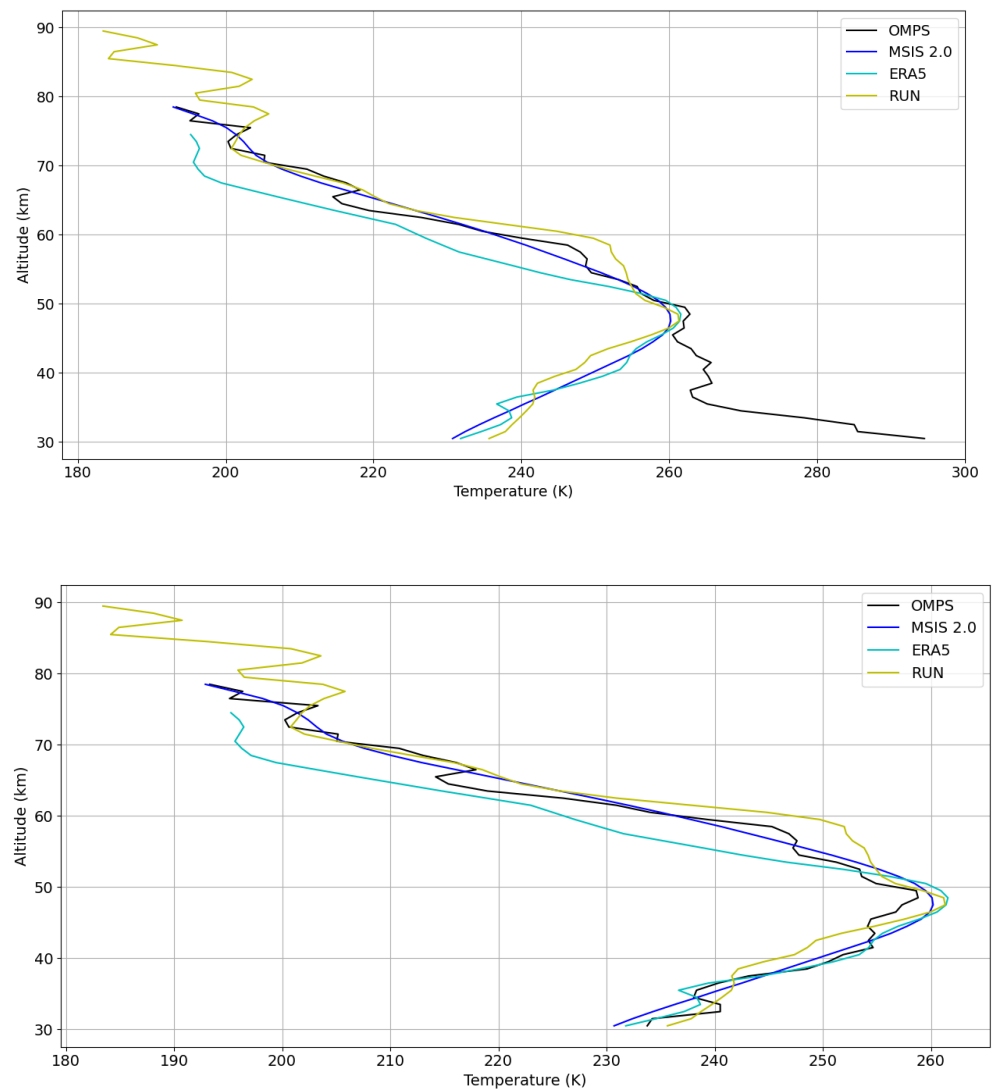 90
80
70
60
50
40
30
Altitude (km)
OMPS
MSIS 2.0
ERA5
RUN
180 200 220 240 260 280 300
Temperature (K)
90
80
70
60
50
40
30
Altitude (km)
OMPS
MSIS 2.0
ERA5
RUN
180 190 200 210 220 230 240 250 260
Temperature (K)